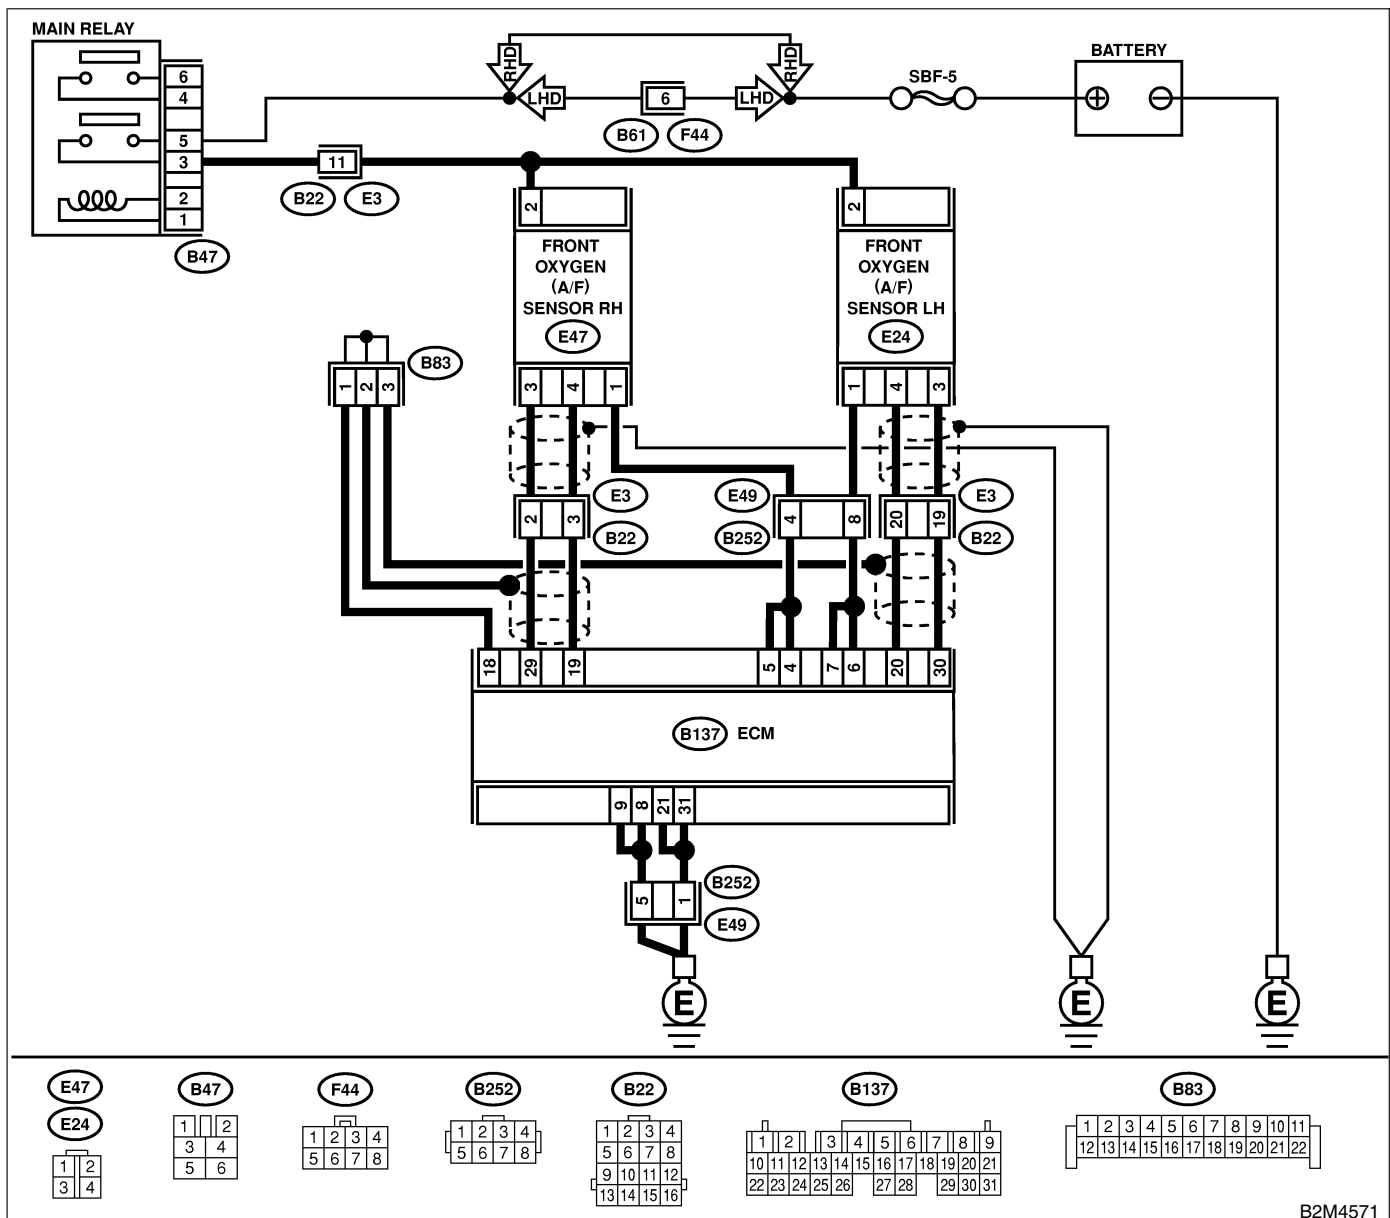 MAIN RELAY
6
4
5
3
2
1
B47
RHD
RHD
LHD
6
LHD
B61
F44
SBF-5
BATTERY
11
B22
E3
2
2
FRONT
OXYGEN
(A/F)
SENSOR RH
E47
FRONT
OXYGEN
(A/F)
SENSOR LH
E24
B83
1 2 3
3 4 1
1 4 3
E3
B22
2 3
E49
B252
4 8
20 19
E3
B22
18 29 19 5 4 7 6 20 30
B137 ECM
9 8 21 31
B252
5 1
E49
E
E
E
E47
E24
1 2
3 4
B47
1 2
3 4
5 6
F44
1 2 3 4
5 6 7 8
B252
1 2 3 4
5 6 7 8
B22
1 2 3 4
5 6 7 8
9 10 11 12
13 14 15 16
B137
1 2 3 4 5 6 7 8 9
10 11 12 13 14 15 16 17 18 19 20 21
22 23 24 25 26 27 28 29 30 31
B83
1 2 3 4 5 6 7 8 9 10 11
12 13 14 15 16 17 18 19 20 21 22
B2M4571